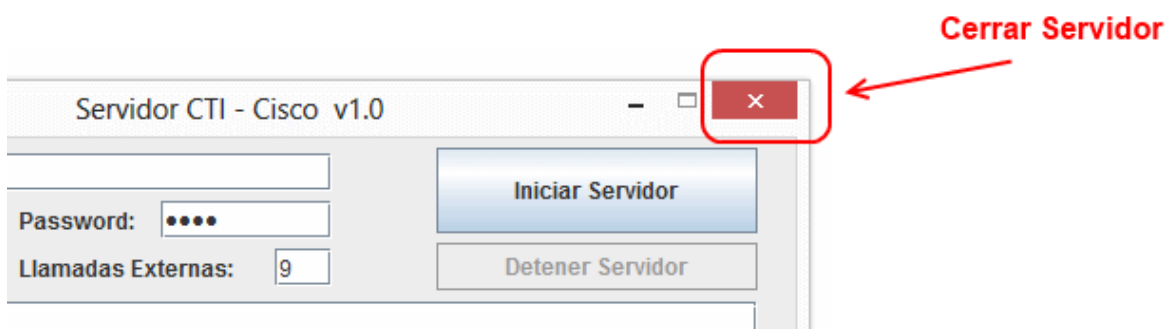 Cerrar Servidor
Servidor CTI - Cisco v1.0
Iniciar Servidor
Password: ••••
Llamadas Externas: 9
Detener Servidor